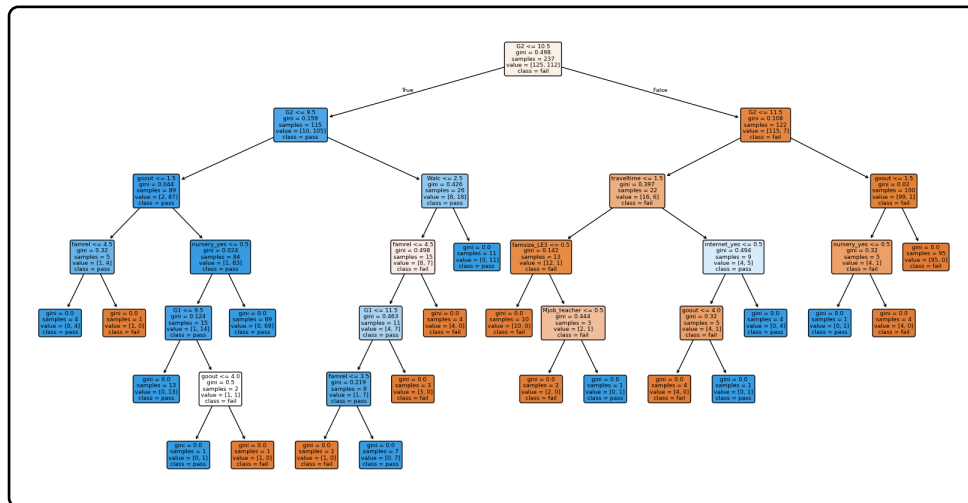 G2 <= 10.5
gini = 0.498
samples = 237
value = [125, 112]
class = fail
True
False
G2 <= 9.5
gini = 0.159
samples = 115
value = [10, 105]
class = pass
G2 <= 11.5
gini = 0.108
samples = 122
value = [115, 7]
class = fail
goout <= 1.5
gini = 0.044
samples = 89
value = [2, 87]
class = pass
Walc <= 2.5
gini = 0.426
samples = 26
value = [8, 18]
class = pass
traveltime <= 1.5
gini = 0.397
samples = 22
value = [16, 6]
class = fail
goout <= 1.5
gini = 0.02
samples = 100
value = [99, 1]
class = fail
famrel <= 4.5
gini = 0.32
samples = 5
value = [1, 4]
class = pass
nursery_yes <= 0.5
gini = 0.024
samples = 84
value = [1, 83]
class = pass
famrel <= 4.5
gini = 0.498
samples = 15
value = [8, 7]
class = fail
gini = 0.0
samples = 11
value = [0, 11]
class = pass
famsize_LE3 <= 0.5
gini = 0.142
samples = 13
value = [12, 1]
class = fail
internet_yes <= 0.5
gini = 0.494
samples = 9
value = [4, 5]
class = pass
nursery_yes <= 0.5
gini = 0.32
samples = 5
value = [4, 1]
class = fail
gini = 0.0
samples = 95
value = [95, 0]
class = fail
gini = 0.0
samples = 4
value = [0, 4]
class = pass
gini = 0.0
samples = 1
value = [1, 0]
class = fail
G1 <= 9.5
gini = 0.124
samples = 15
value = [1, 14]
class = pass
gini = 0.0
samples = 69
value = [0, 69]
class = pass
G1 <= 11.5
gini = 0.463
samples = 11
value = [4, 7]
class = pass
gini = 0.0
samples = 4
value = [4, 0]
class = fail
gini = 0.0
samples = 10
value = [10, 0]
class = fail
Mjob_teacher <= 0.5
gini = 0.444
samples = 3
value = [2, 1]
class = fail
goout <= 4.0
gini = 0.32
samples = 5
value = [4, 1]
class = fail
gini = 0.0
samples = 4
value = [0, 4]
class = pass
gini = 0.0
samples = 1
value = [0, 1]
class = pass
gini = 0.0
samples = 4
value = [4, 0]
class = fail
gini = 0.0
samples = 13
value = [0, 13]
class = pass
goout <= 4.0
gini = 0.5
samples = 2
value = [1, 1]
class = fail
famrel <= 3.5
gini = 0.219
samples = 8
value = [1, 7]
class = pass
gini = 0.0
samples = 3
value = [3, 0]
class = fail
gini = 0.0
samples = 2
value = [2, 0]
class = fail
gini = 0.0
samples = 1
value = [0, 1]
class = pass
gini = 0.0
samples = 4
value = [4, 0]
class = fail
gini = 0.0
samples = 1
value = [0, 1]
class = pass
gini = 0.0
samples = 1
value = [0, 1]
class = pass
gini = 0.0
samples = 1
value = [1, 0]
class = fail
gini = 0.0
samples = 1
value = [1, 0]
class = fail
gini = 0.0
samples = 7
value = [0, 7]
class = pass